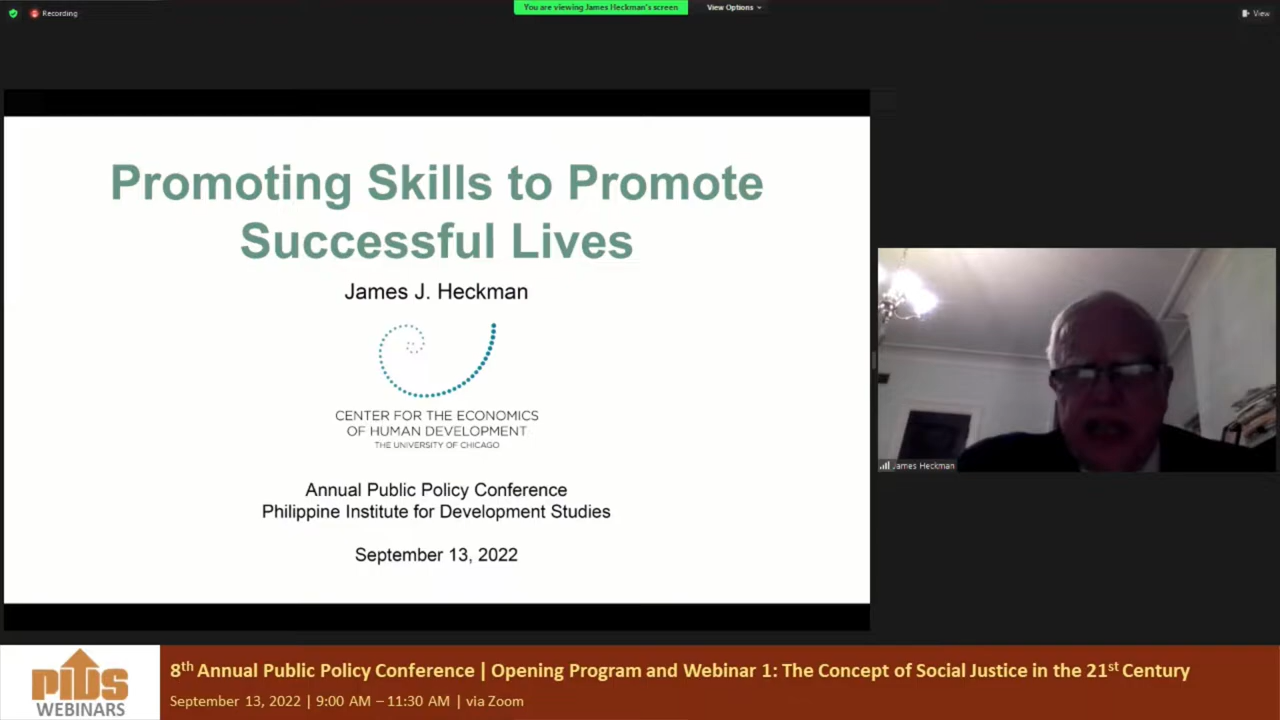 Recording
You are viewing James Heckman's screen
View Options
View
Promoting Skills to Promote
Successful Lives
James J. Heckman
CENTER FOR THE ECONOMICS
OF HUMAN DEVELOPMENT
THE UNIVERSITY OF CHICAGO
Annual Public Policy Conference
Philippine Institute for Development Studies
September 13, 2022
James Heckman
PIDS
WEBINARS
8th Annual Public Policy Conference | Opening Program and Webinar 1: The Concept of Social Justice in the 21st Century
September 13, 2022 | 9:00 AM – 11:30 AM | via Zoom